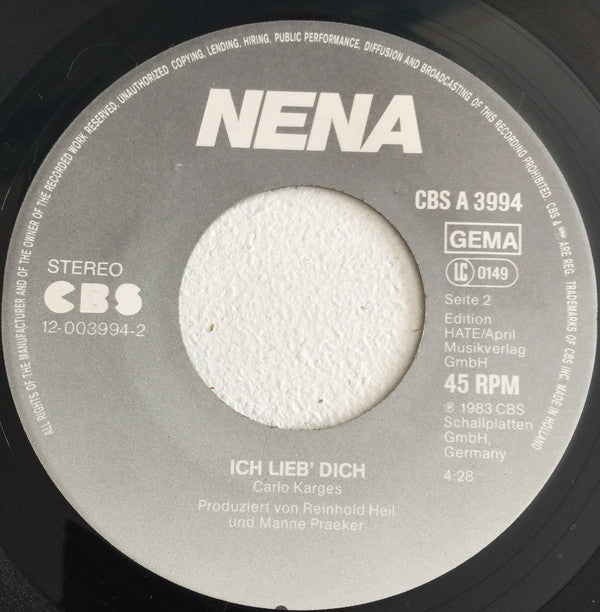 ALL RIGHTS OF THE MANUFACTURER AND OF THE OWNER OF THE RECORDED WORK RESERVED. UNAUTHORIZED COPYING, LENDING, HIRING, PUBLIC PERFORMANCE, DIFFUSION AND BROADCASTING OF THIS RECORDING PROHIBITED. CBS & ARE REG. TRADEMARKS OF CBS INC. MADE IN HOLLAND
NENA
CBS A 3994
GEMA
LC 0149
STEREO
CBS
12-003994-2
Seite 2
Edition
HATE/April
Musikverlag
GmbH
45 RPM
℗ 1983 CBS
Schallplatten
GmbH,
Germany
4·28
ICH LIEB' DICH
Carlo Karges
Produziert von Reinhold Heil
und Manne Praeker